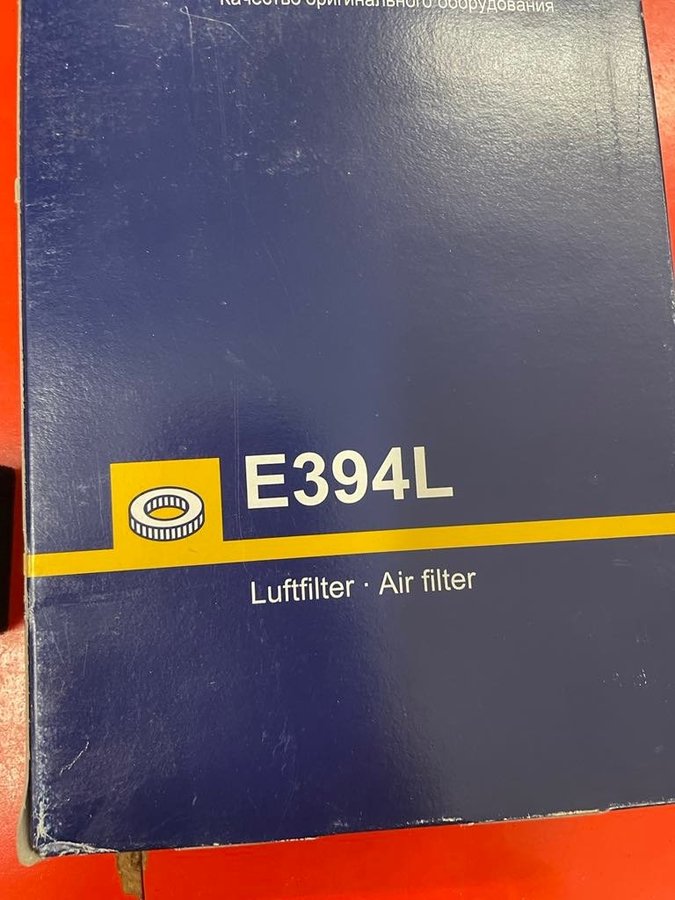 Качество оригинального оборудования
E394L
Luftfilter · Air filter